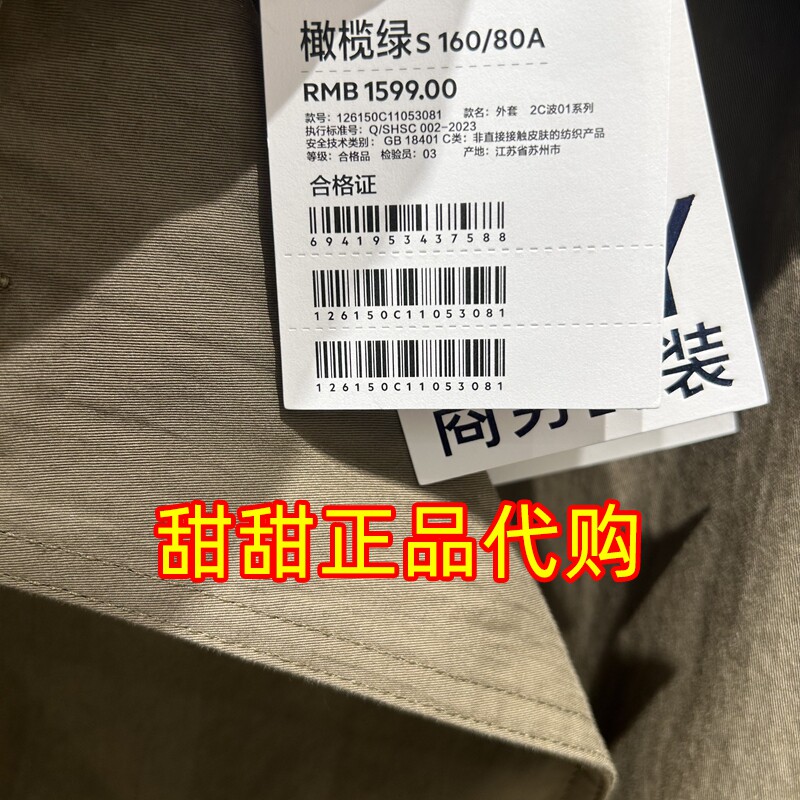 橄榄绿S 160/80A
RMB 1599.00
款号：126150C11053081 款名：外套 2C波01系列
执行标准号：Q/SHSC 002-2023
安全技术类别： GB 18401 C类：非直接接触皮肤的纺织产品
等级：合格品 检验员：03 产地：江苏省苏州市
合格证
6941953437588
126150C11053081
126150C11053081
Y
商务 装
甜甜正品代购